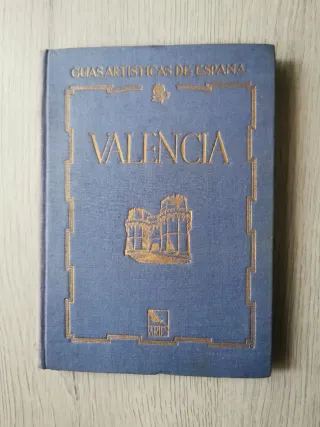 GUIAS ARTISTICAS DE ESPAÑA
VALENCIA
ARIES